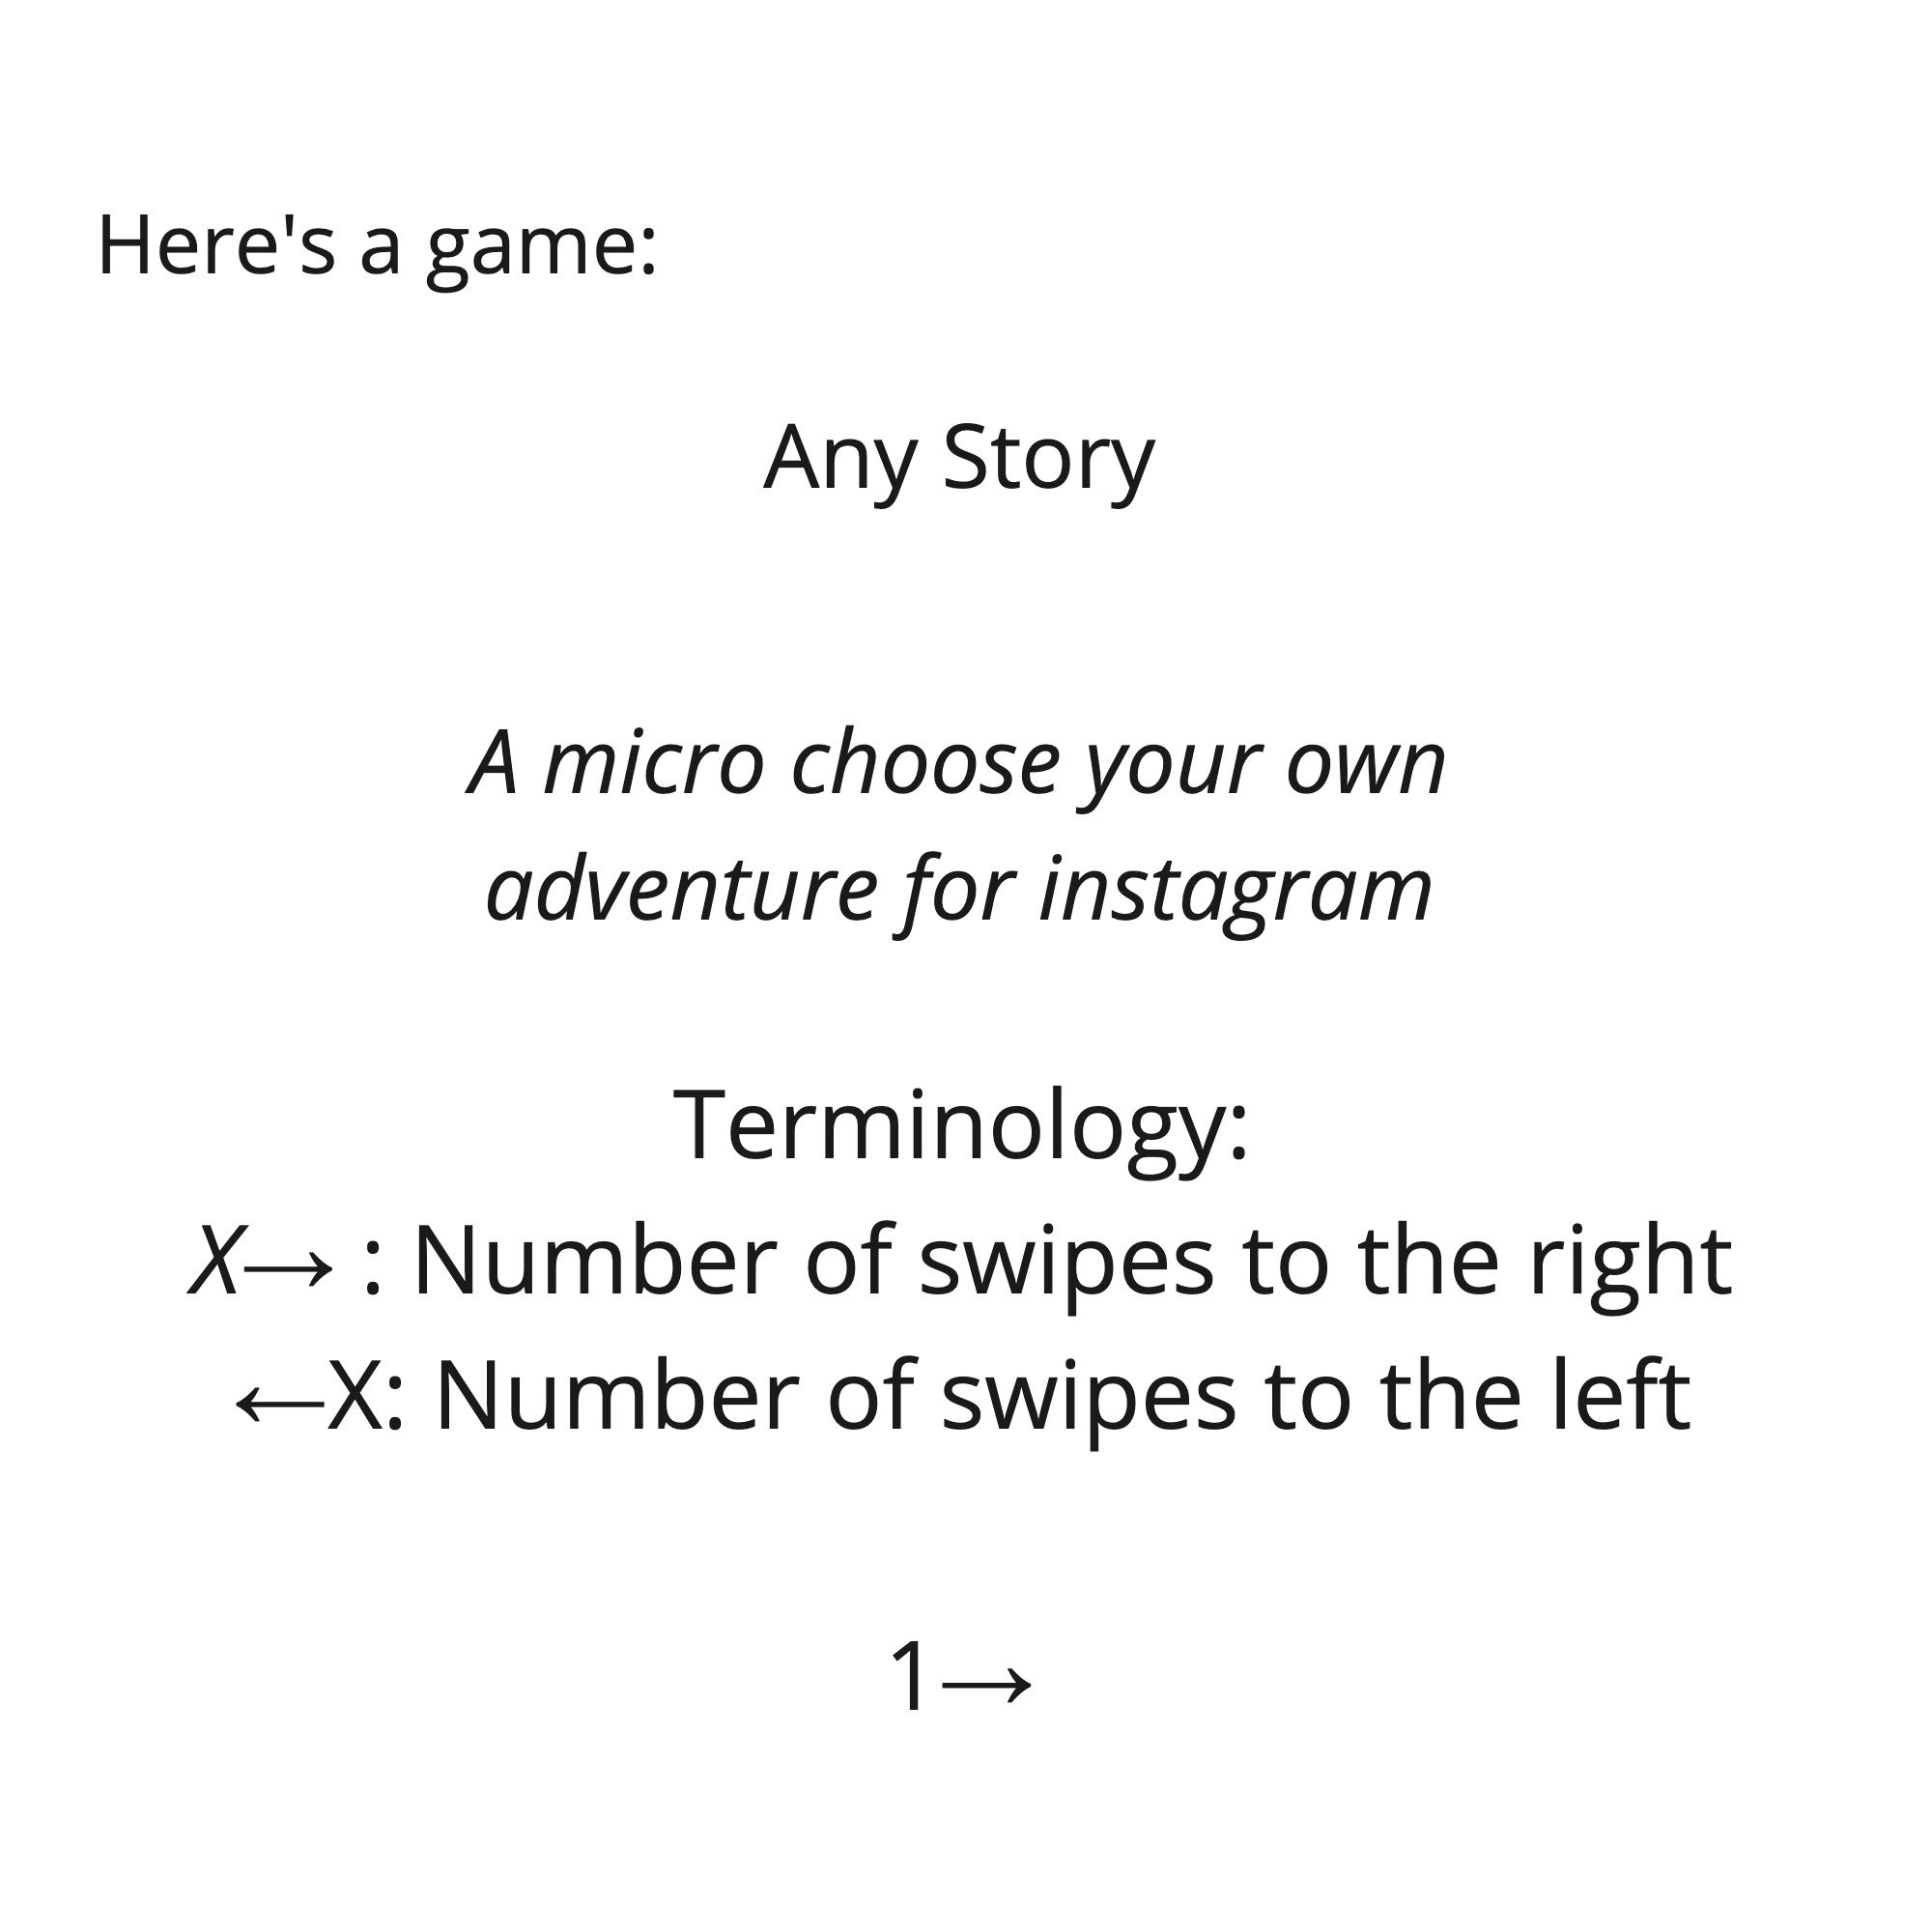 Here's a game:
Any Story
A micro choose your own
adventure for instagram
Terminology:
X→ : Number of swipes to the right
←X: Number of swipes to the left
1→